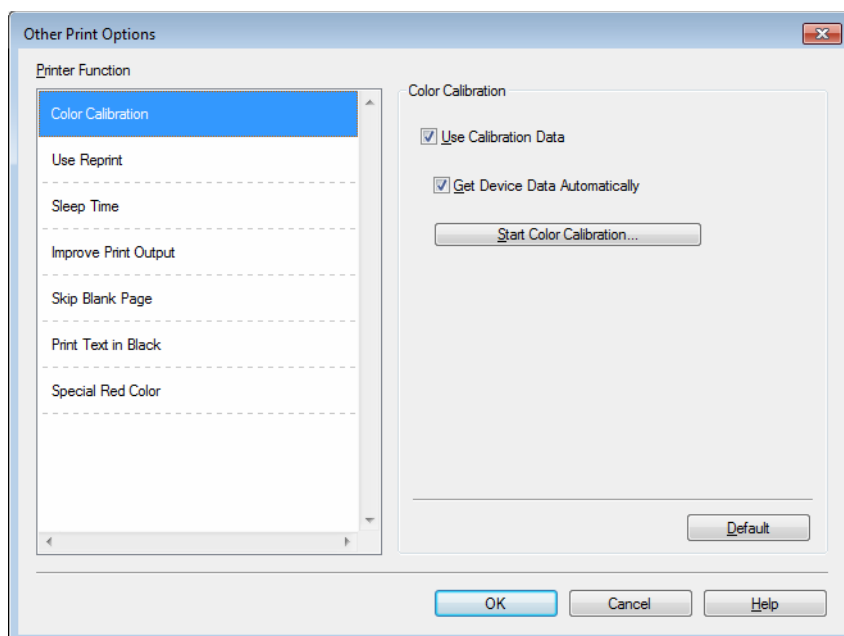 Other Print Options
Printer Function
Color Calibration
Use Reprint
Sleep Time
Improve Print Output
Skip Blank Page
Print Text in Black
Special Red Color
Color Calibration
Use Calibration Data
Get Device Data Automatically
Start Color Calibration...
Default
OK Cancel Help